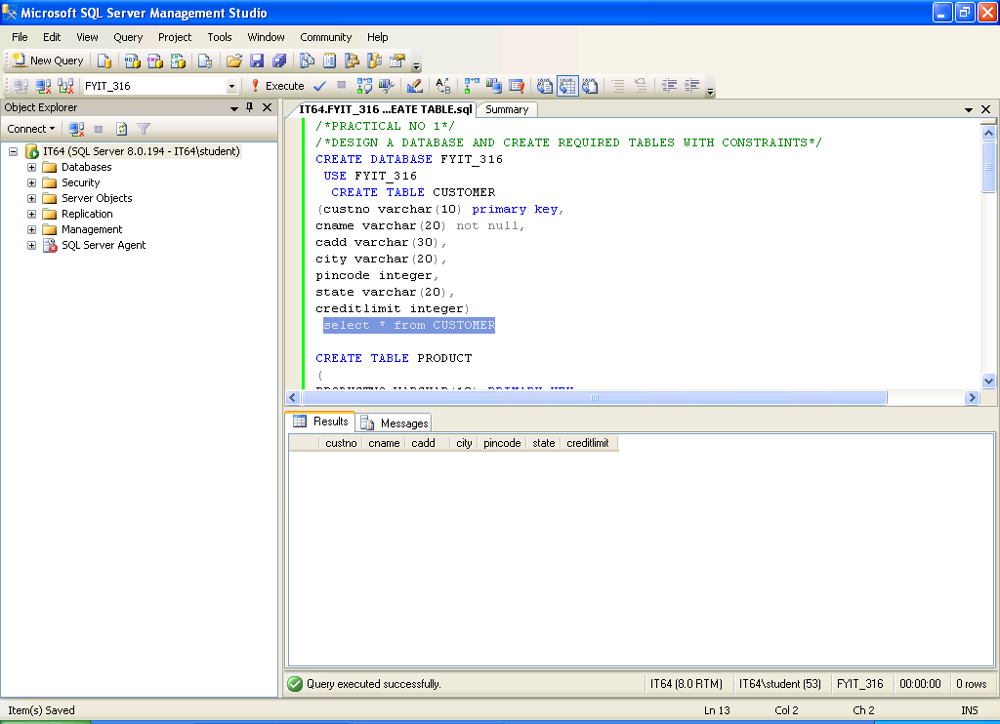 Microsoft SQL Server Management Studio
File Edit View Query Project Tools Window Community Help
New Query
FYIT_316 Execute
Object Explorer
Connect
IT64 (SQL Server 8.0.194 - IT64\student)
Databases
Security
Server Objects
Replication
Management
SQL Server Agent
IT64.FYIT_316 ...EATE TABLE.sql Summary
/*PRACTICAL NO 1*/
/*DESIGN A DATABASE AND CREATE REQUIRED TABLES WITH CONSTRAINTS*/
CREATE DATABASE FYIT_316
USE FYIT_316
CREATE TABLE CUSTOMER
(custno varchar(10) primary key,
cname varchar(20) not null,
cadd varchar(30),
city varchar(20),
pincode integer,
state varchar(20),
creditlimit integer)
select * from CUSTOMER
CREATE TABLE PRODUCT
(
Results Messages
custno cname cadd city pincode state creditlimit
Query executed successfully. IT64 (8.0 RTM) IT64\student (53) FYIT_316 00:00:00 0 rows
Item(s) Saved Ln 13 Col 2 Ch 2 INS